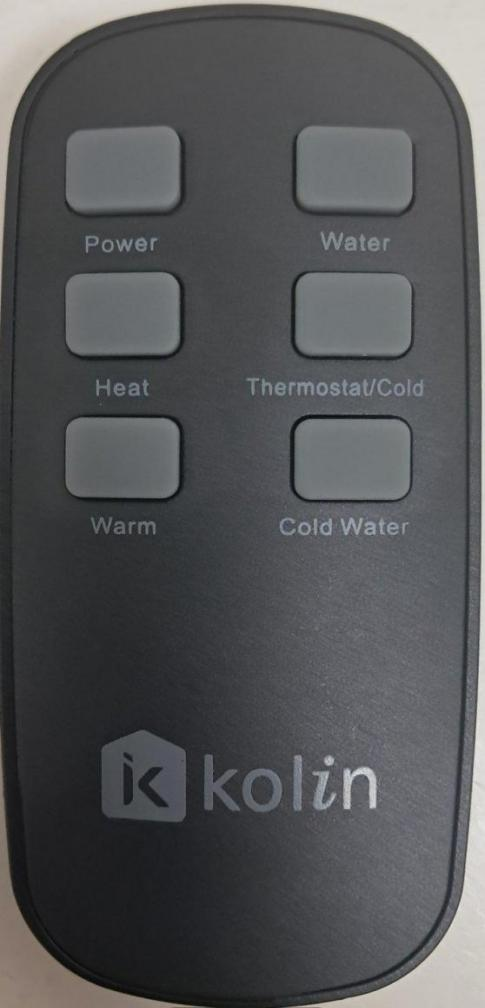 Power Water
Heat Thermostat/Cold
Warm Cold Water
kolin